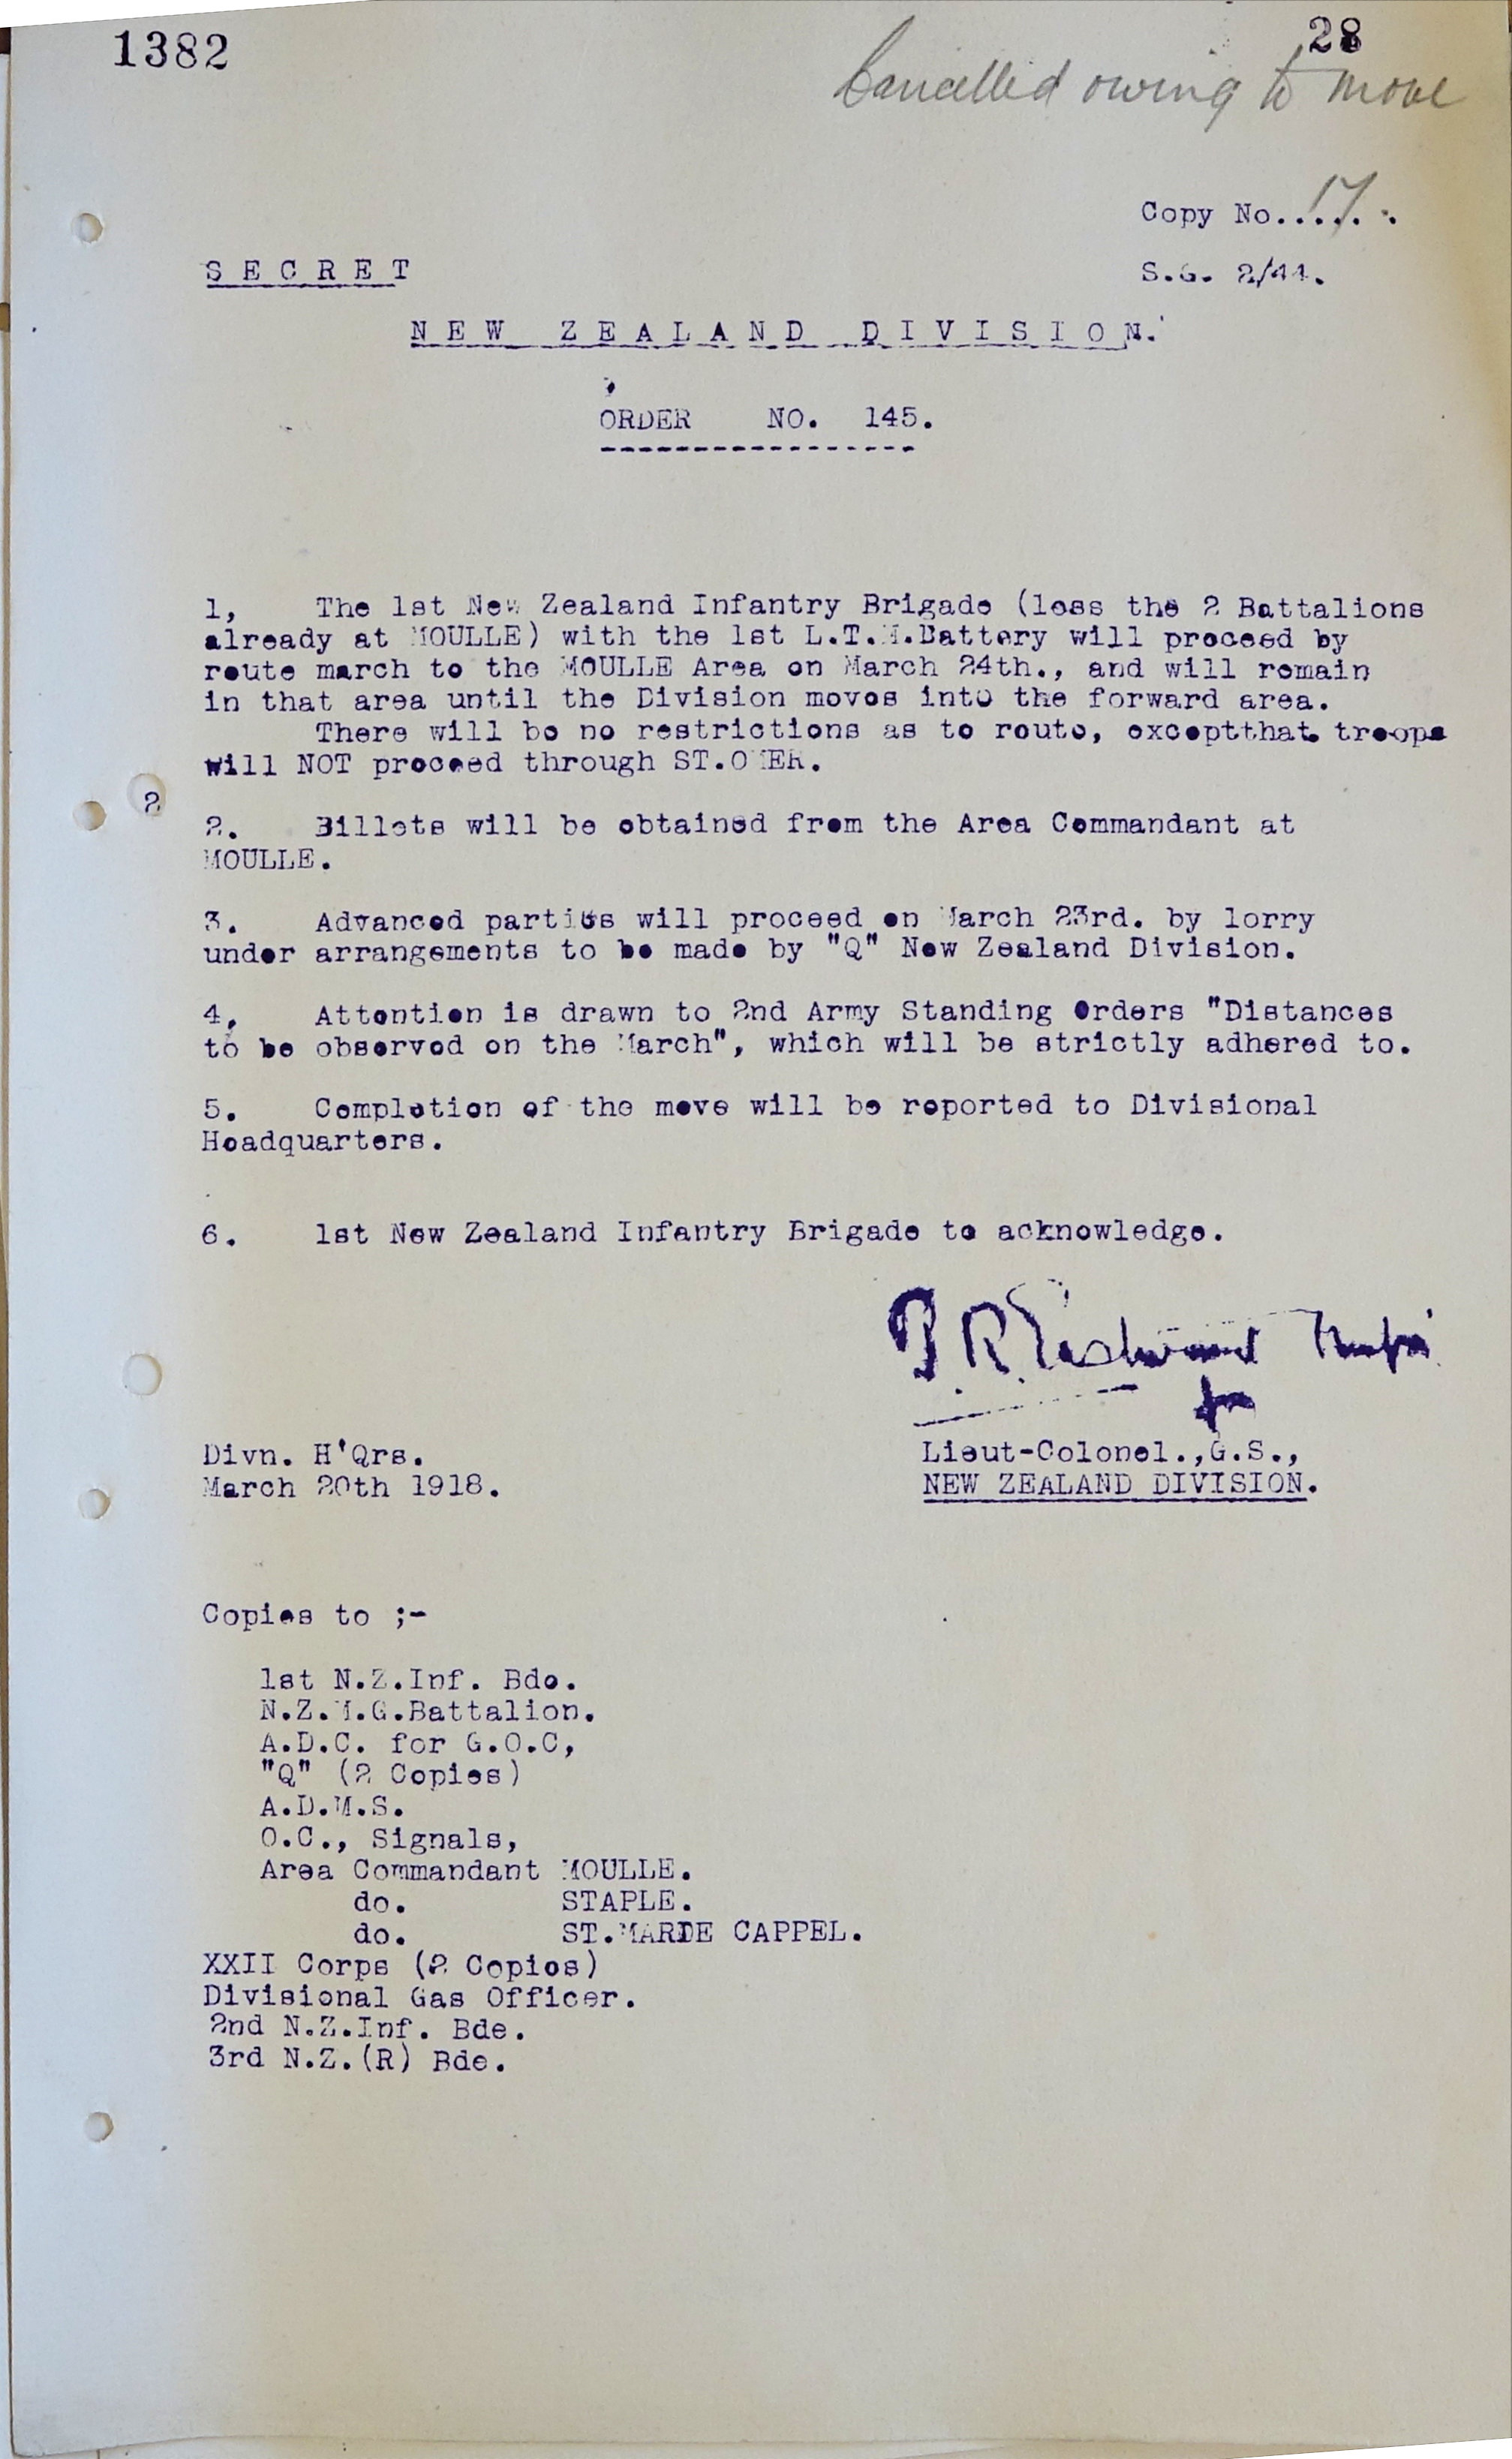 1382
28
Cancelled owing to move
Copy No..17..
SECRET
S.G. 2/44.
NEW ZEALAND DIVISION.
ORDER NO. 145.
1, The 1st New Zealand Infantry Brigade (less the 2 Battalions
already at MOULLE) with the 1st L.T.M.Battery will proceed by
route march to the MOULLE Area on March 24th., and will remain
in that area until the Division moves into the forward area.
There will be no restrictions as to route, exceptthat. troops
will NOT proceed through ST.OMER.
2
2. Billets will be obtained from the Area Commandant at
MOULLE.
3. Advanced parties will proceed on March 23rd. by lorry
under arrangements to be made by "Q" New Zealand Division.
4, Attention is drawn to 2nd Army Standing Orders "Distances
to be observed on the March", which will be strictly adhered to.
5. Completion of the move will be reported to Divisional
Headquarters.
6. 1st New Zealand Infantry Brigade to acknowledge.
for
Divn. H'Qrs.
March 20th 1918.
Lieut-Colonel.,G.S.,
NEW ZEALAND DIVISION.
Copies to ;-
1st N.Z.Inf. Bde.
N.Z.M.G.Battalion.
A.D.C. for G.O.C,
"Q" (2 Copies)
A.D.M.S.
O.C., Signals,
Area Commandant MOULLE.
do. STAPLE.
do. ST.MARIE CAPPEL.
XXII Corps (2 Copies)
Divisional Gas Officer.
2nd N.Z.Inf. Bde.
3rd N.Z.(R) Bde.